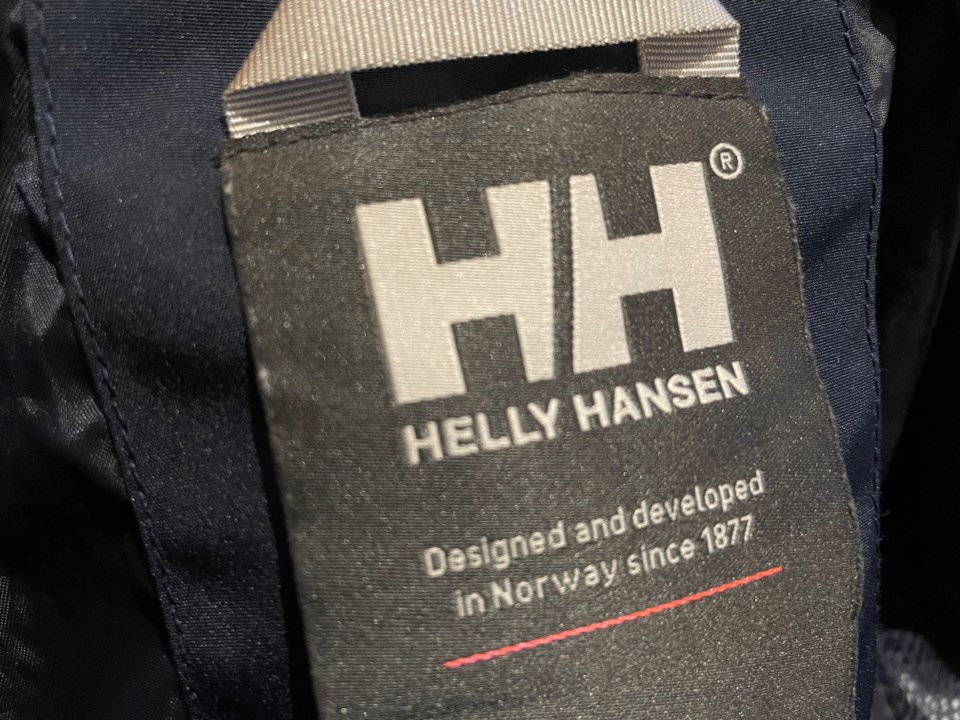 HH®
HELLY HANSEN
Designed and developed
in Norway since 1877